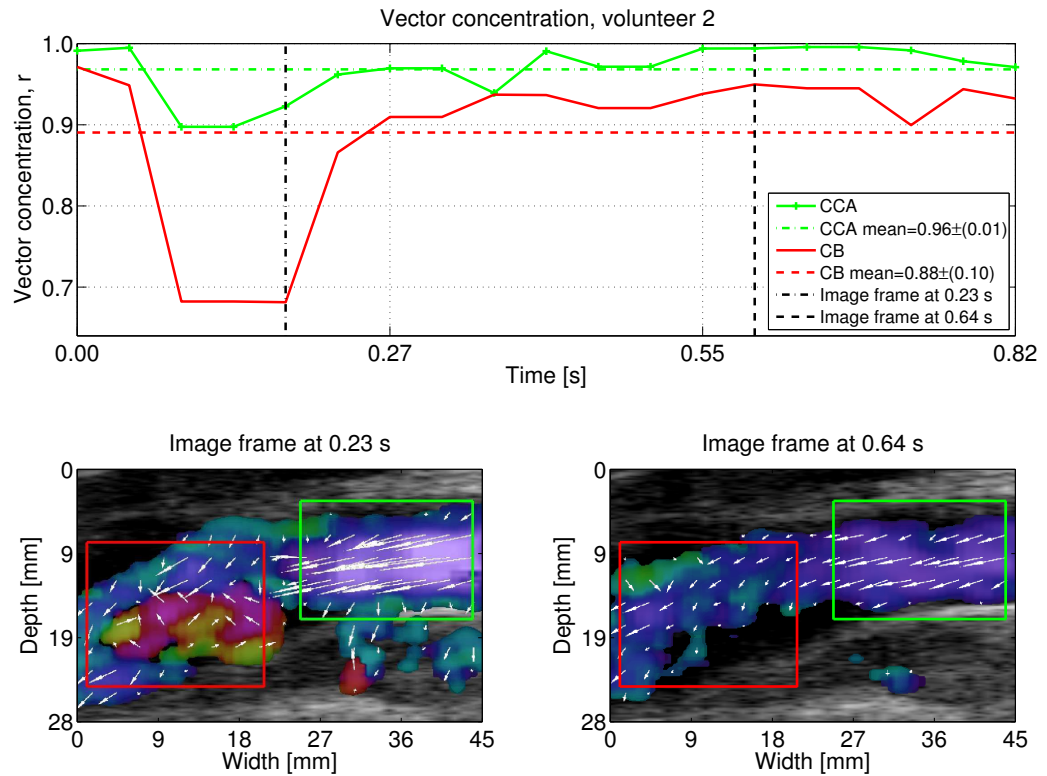 Vector concentration, volunteer 2
Vector concentration, r
1.0
0.9
0.8
0.7
0.00
0.27
0.55
0.82
Time [s]
CCA
CCA mean=0.96±(0.01)
CB
CB mean=0.88±(0.10)
Image frame at 0.23 s
Image frame at 0.64 s
Image frame at 0.23 s
Depth [mm]
0
9
19
28
0
9
18
27
36
45
Width [mm]
Image frame at 0.64 s
Depth [mm]
0
9
19
28
0
9
18
27
36
45
Width [mm]